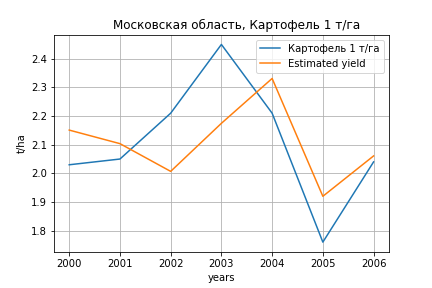 Московская область, Картофель 1 т/га
Картофель 1 т/га
Estimated yield
2.4
2.3
2.2
2.1
2.0
1.9
1.8
t/ha
2000 2001 2002 2003 2004 2005 2006
years